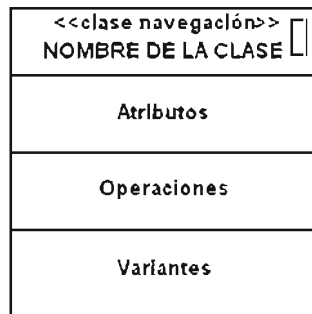 <<clase navegación>>
NOMBRE DE LA CLASE
Atributos
Operaciones
Variantes